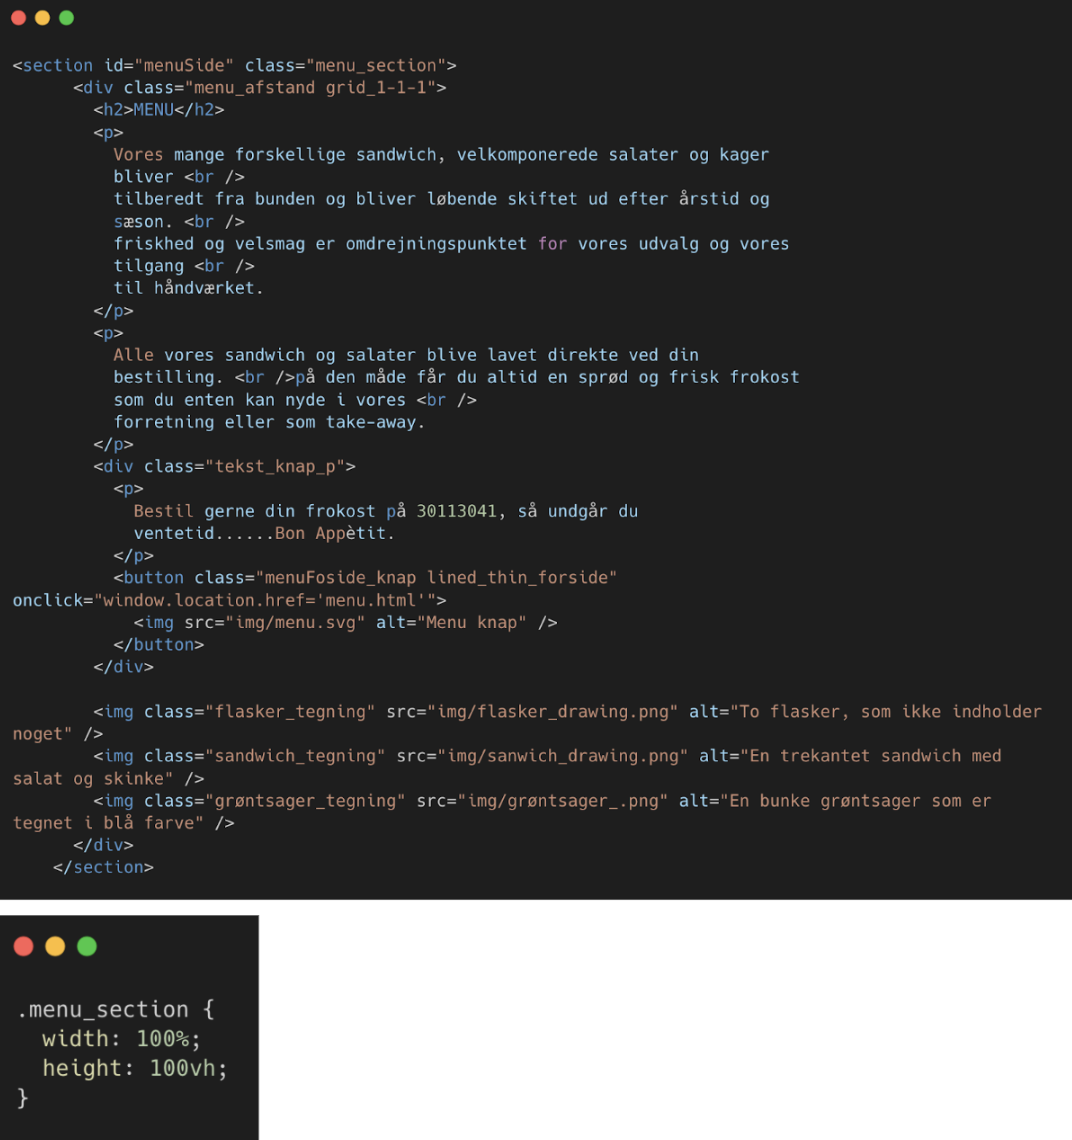 <section id="menuSide" class="menu_section">
<div class="menu_afstand grid_1-1-1">
<h2>MENU</h2>
<p>
Vores mange forskellige sandwich, velkomponerede salater og kager
bliver <br />
tilberedt fra bunden og bliver løbende skiftet ud efter årstid og
sæson. <br />
friskhed og velsmag er omdrejningspunktet for vores udvalg og vores
tilgang <br />
til håndværket.
</p>
<p>
Alle vores sandwich og salater blive lavet direkte ved din
bestilling. <br />på den måde får du altid en sprød og frisk frokost
som du enten kan nyde i vores <br />
forretning eller som take-away.
</p>
<div class="tekst_knap_p">
<p>
Bestil gerne din frokost på 30113041, så undgår du
ventetid......Bon Appètit.
</p>
<button class="menuFoside_knap lined_thin_forside"
onclick="window.location.href='menu.html'">
<img src="img/menu.svg" alt="Menu knap" />
</button>
</div>
<img class="flasker_tegning" src="img/flasker_drawing.png" alt="To flasker, som ikke indholder
noget" />
<img class="sandwich_tegning" src="img/sanwich_drawing.png" alt="En trekantet sandwich med
salat og skinke" />
<img class="grøntsager_tegning" src="img/grøntsager_.png" alt="En bunke grøntsager som er
tegnet i blå farve" />
</div>
</section>
.menu_section {
width: 100%;
height: 100vh;
}